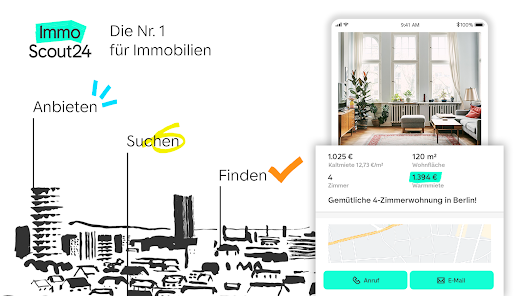 Immo
Scout24
Die Nr. 1
für Immobilien
Anbieten
Suchen
Finden
9:41 AM
100%
1.025 €
Kaltmiete 12,73 €/m²
120 m²
Wohnfläche
4
Zimmer
1.394 €
Warmmiete
Gemütliche 4-Zimmerwohnung in Berlin!
Anruf
E-Mail